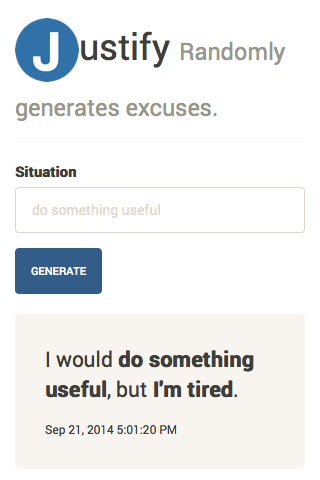 Justify Randomly
generates excuses.
Situation
do something useful
GENERATE
I would do something
useful, but I'm tired.
Sep 21, 2014 5:01:20 PM